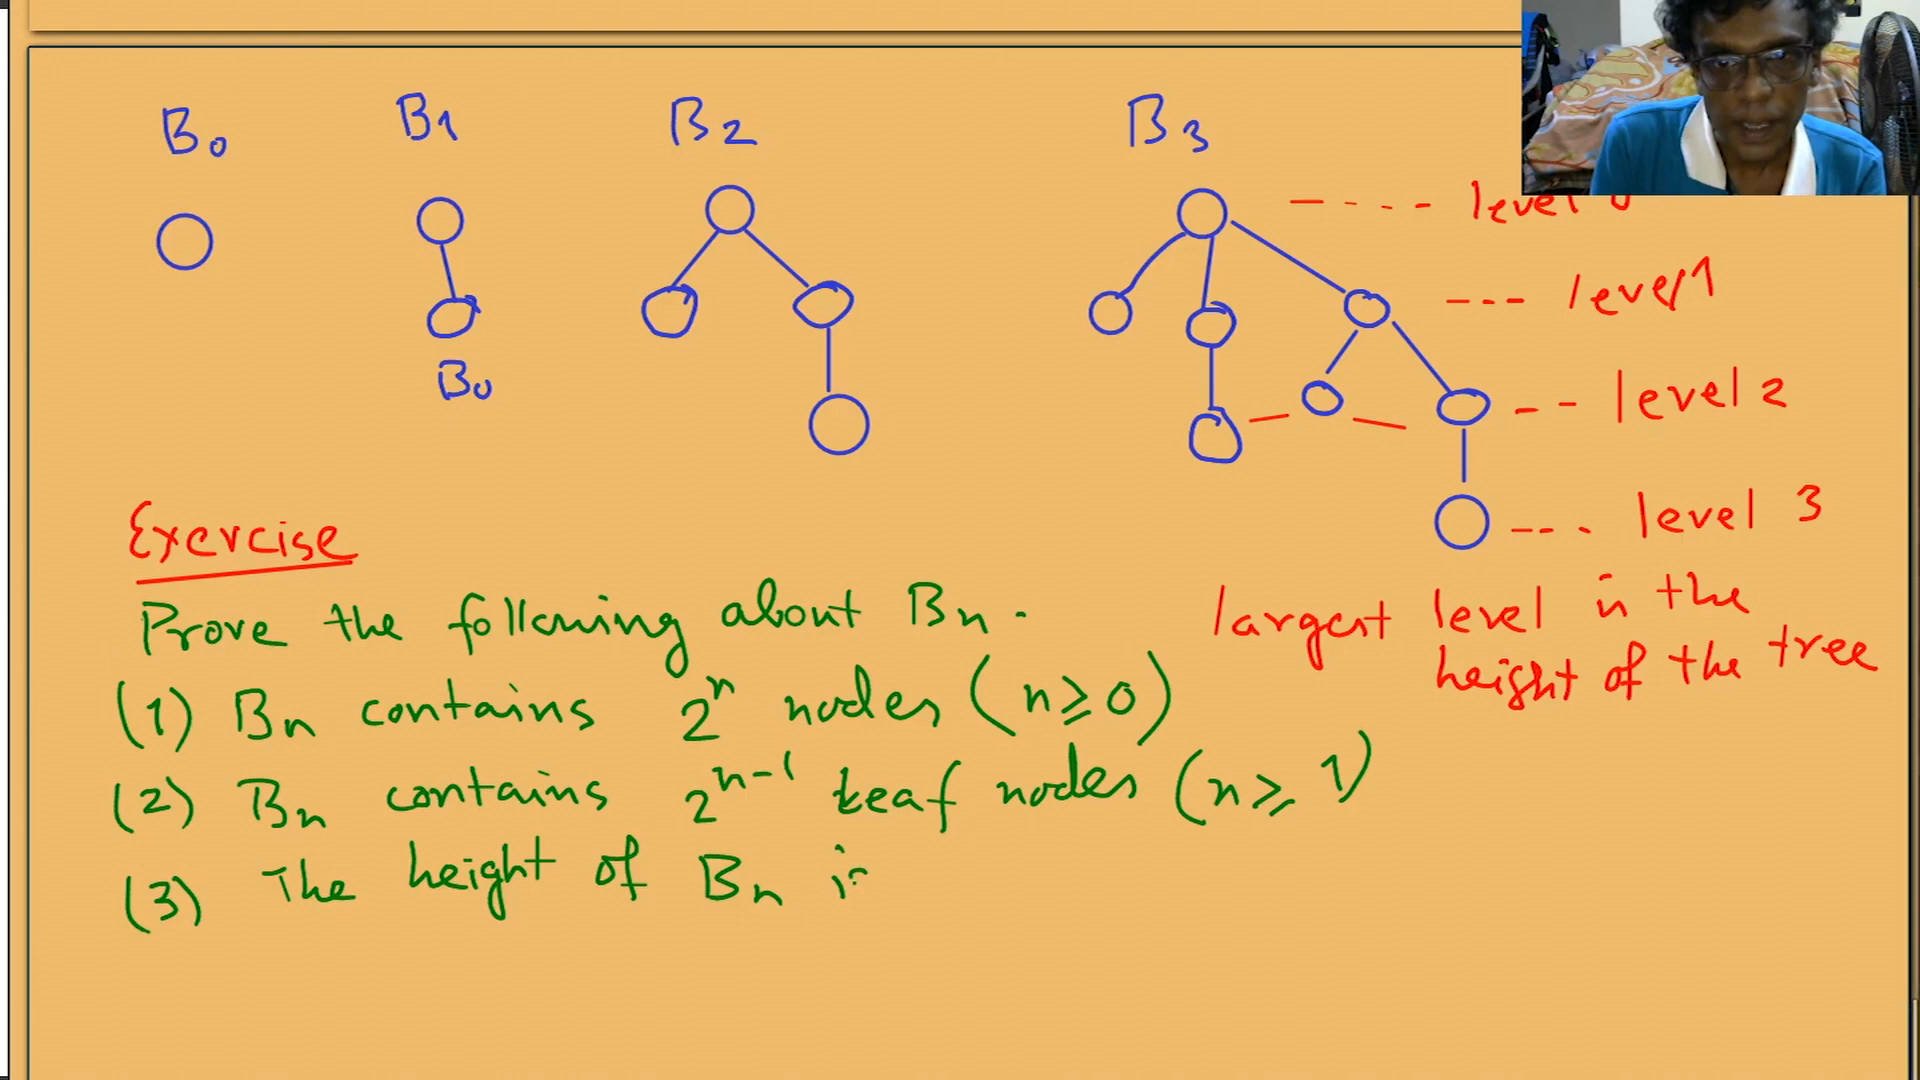 B0 B1 B2 B3
level 0
level 1
B0
level 2
level 3
Exercise
largest level is the
height of the tree
Prove the following about Bn.
(1) Bn contains 2^n nodes (n ≥ 0)
(2) Bn contains 2^n-1 leaf nodes (n ≥ 1)
(3) The height of Bn is